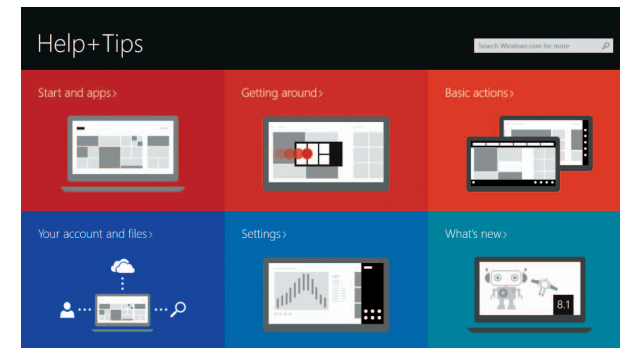 Help+Tips
Search Windows.com for more
Start and apps>
Getting around>
Basic actions>
Your account and files>
Settings>
What's new>
8.1